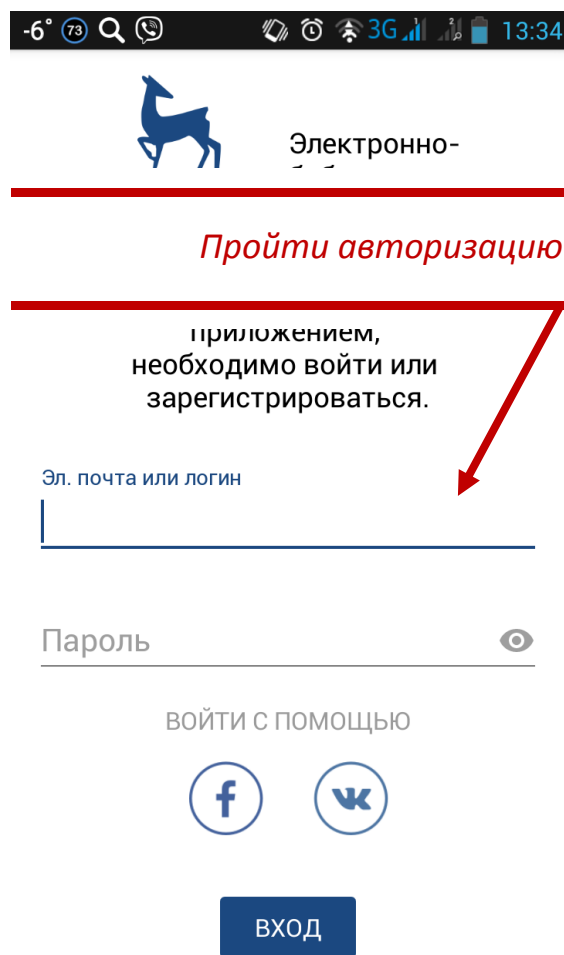 -6° 73 3G 2 13:34
Электронно-
Пройти авторизацию
приложением,
необходимо войти или
зарегистрироваться.
Эл. почта или логин
Пароль
ВОЙТИ С ПОМОЩЬЮ
f
ВХОД